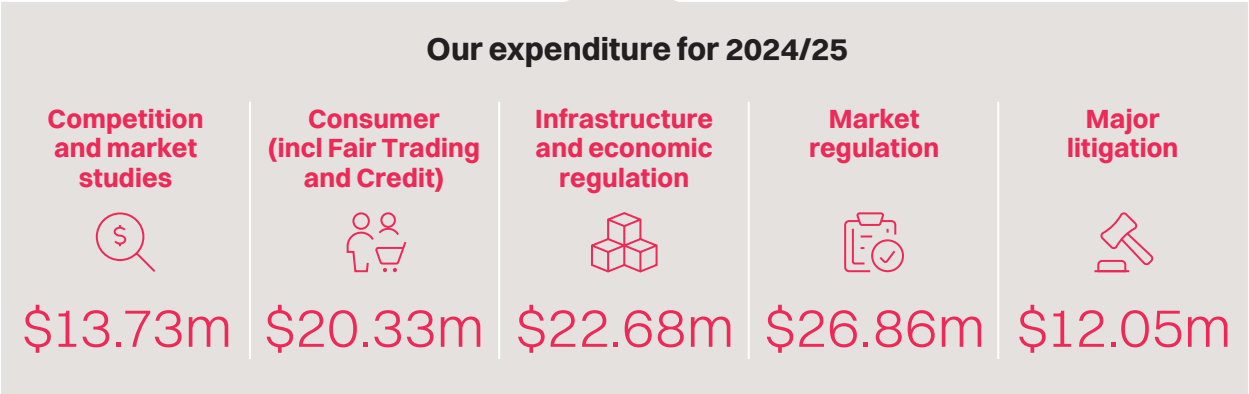 Our expenditure for 2024/25
Competition
and market
studies
$
$13.73m
Consumer
(incl Fair Trading
and Credit)
$20.33m
Infrastructure
and economic
regulation
$22.68m
Market
regulation
$26.86m
Major
litigation
$12.05m